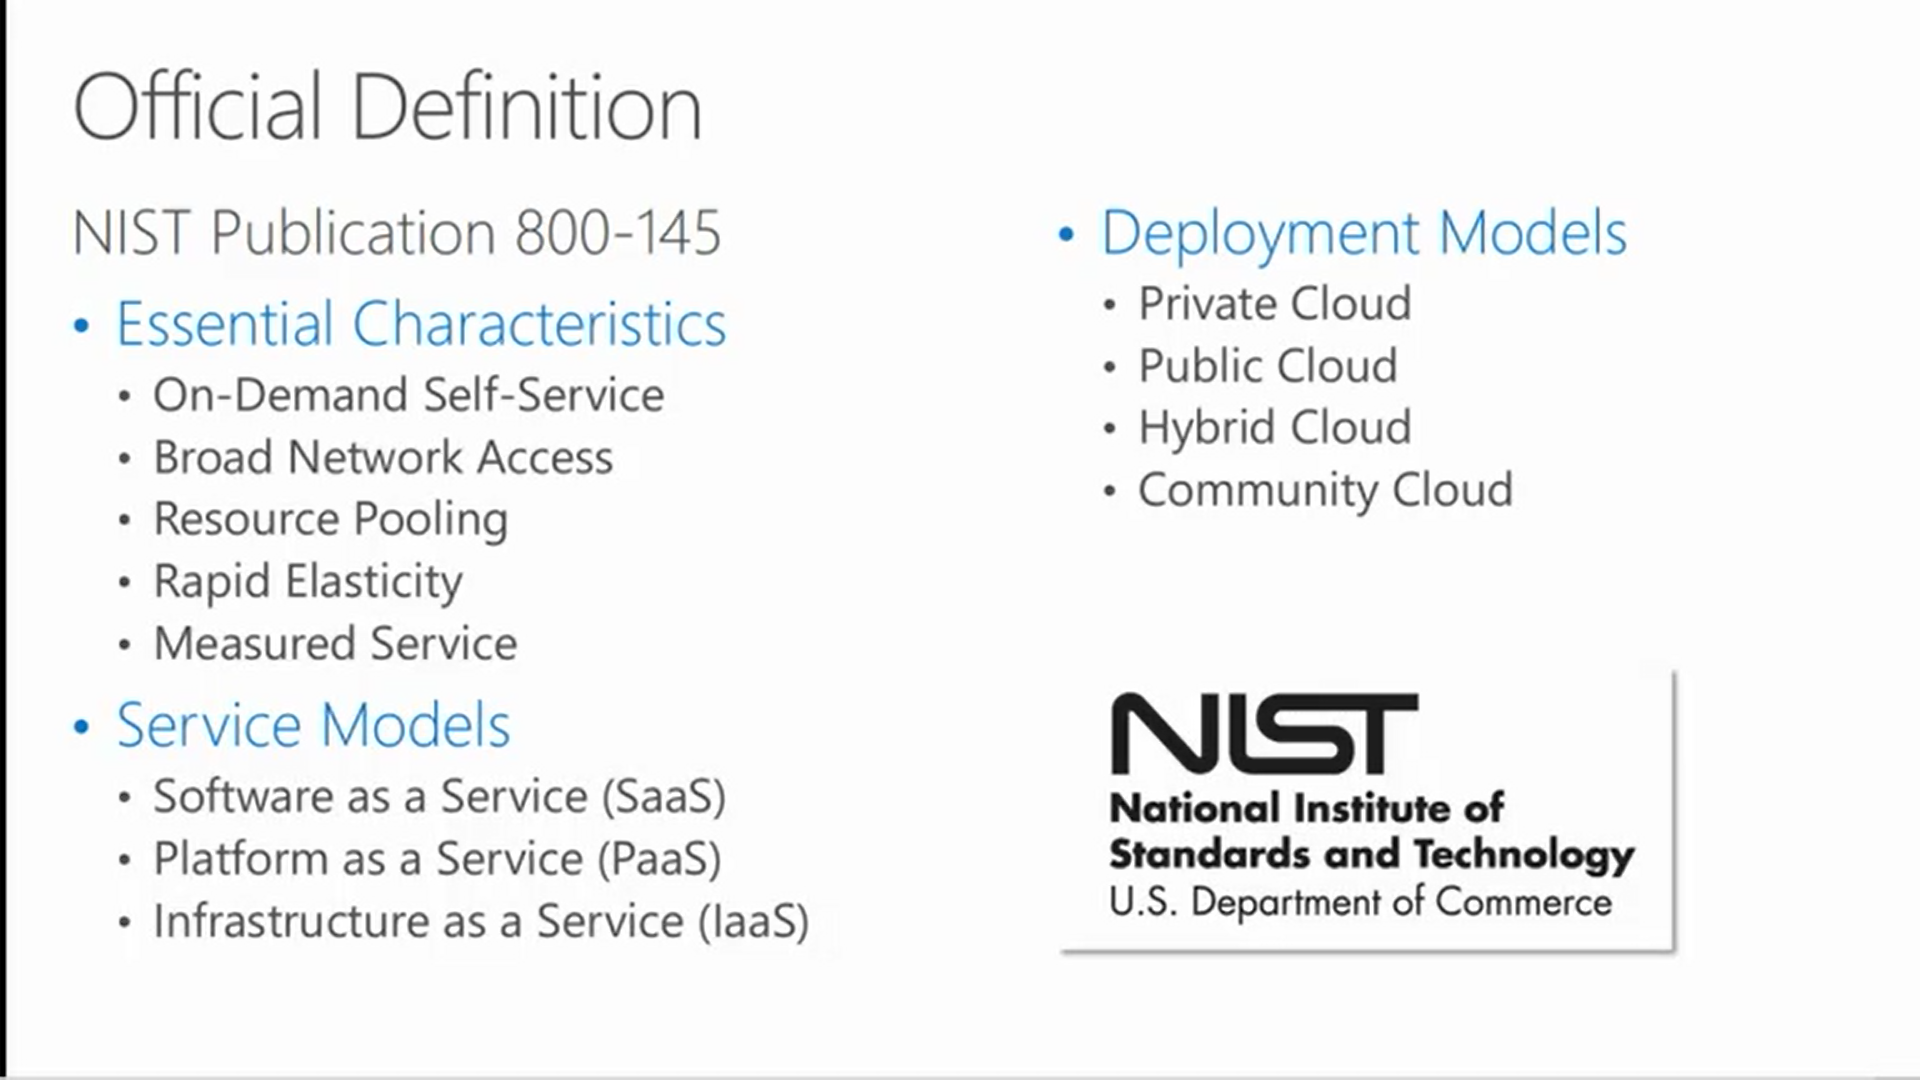 Official Definition
NIST Publication 800-145
• Essential Characteristics
• On-Demand Self-Service
• Broad Network Access
• Resource Pooling
• Rapid Elasticity
• Measured Service
• Service Models
• Software as a Service (SaaS)
• Platform as a Service (PaaS)
• Infrastructure as a Service (IaaS)
• Deployment Models
• Private Cloud
• Public Cloud
• Hybrid Cloud
• Community Cloud
NIST
National Institute of
Standards and Technology
U.S. Department of Commerce